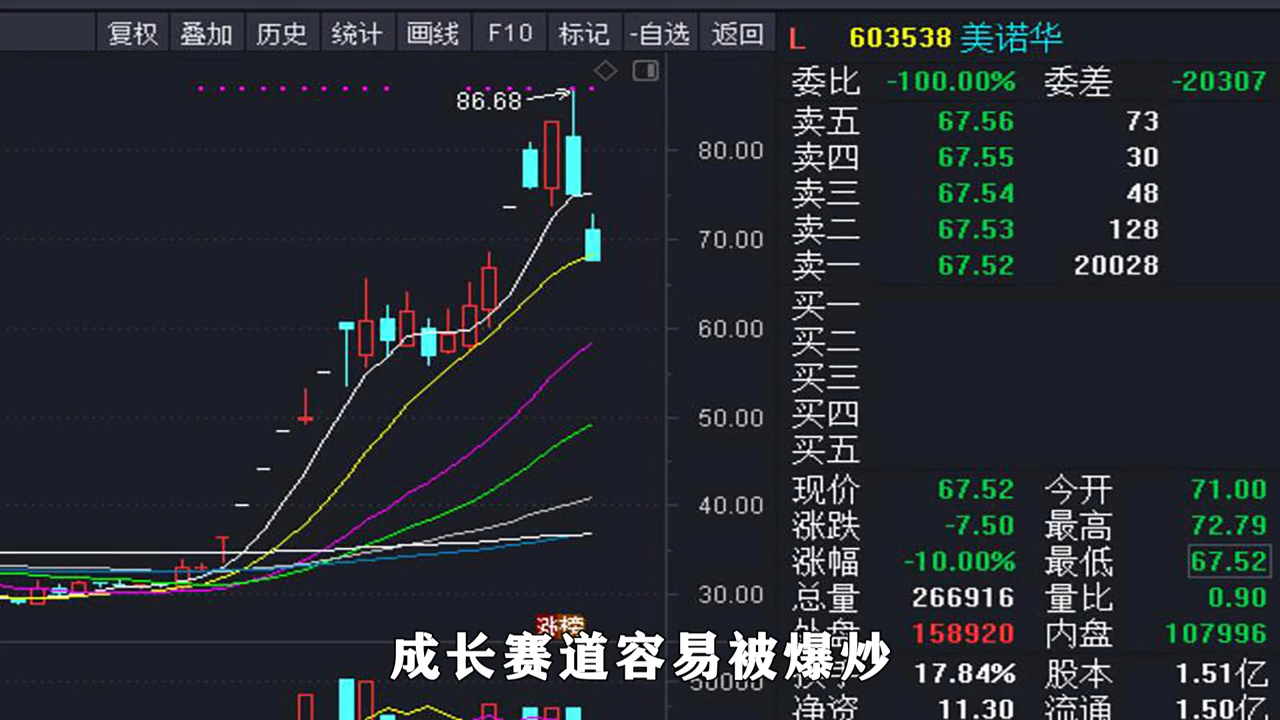 复权 叠加 历史 统计 画线 F10 标记 -自选 返回
L 603538 美诺华
委比 -100.00% 委差 -20307
卖五 67.56 73
卖四 67.55 30
卖三 67.54 48
卖二 67.53 128
卖一 67.52 20028
买一
买二
买三
买四
买五
现价 67.52 今开 71.00
涨跌 -7.50 最高 72.79
涨幅 -10.00% 最低 67.52
总量 266916 量比 0.90
外盘 158920 内盘 107996
换手 17.84% 股本 1.51亿
净资 11.30 流通 1.50亿
86.68
80.00
70.00
60.00
50.00
40.00
30.00
涨榜
50000
成长赛道容易被爆炒